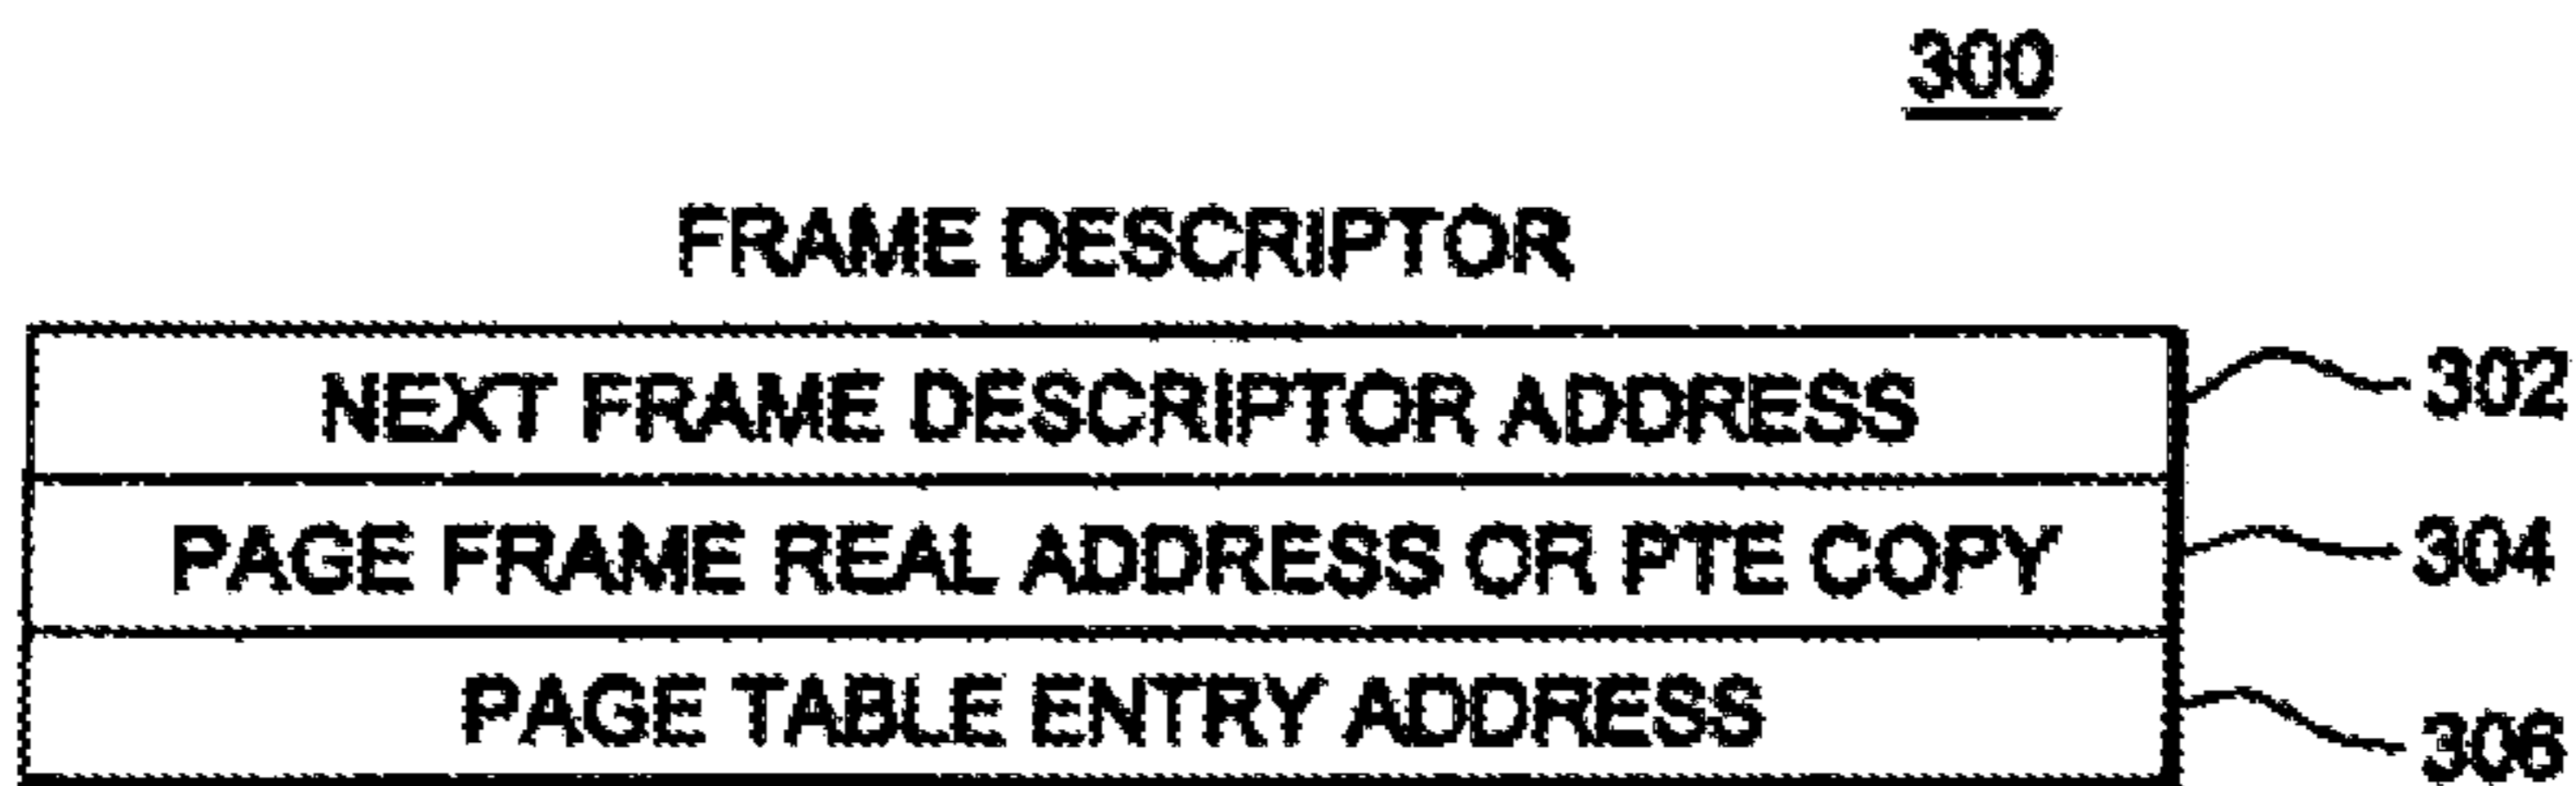 300
FRAME DESCRIPTOR
NEXT FRAME DESCRIPTOR ADDRESS 302
PAGE FRAME REAL ADDRESS OR PTE COPY 304
PAGE TABLE ENTRY ADDRESS 306